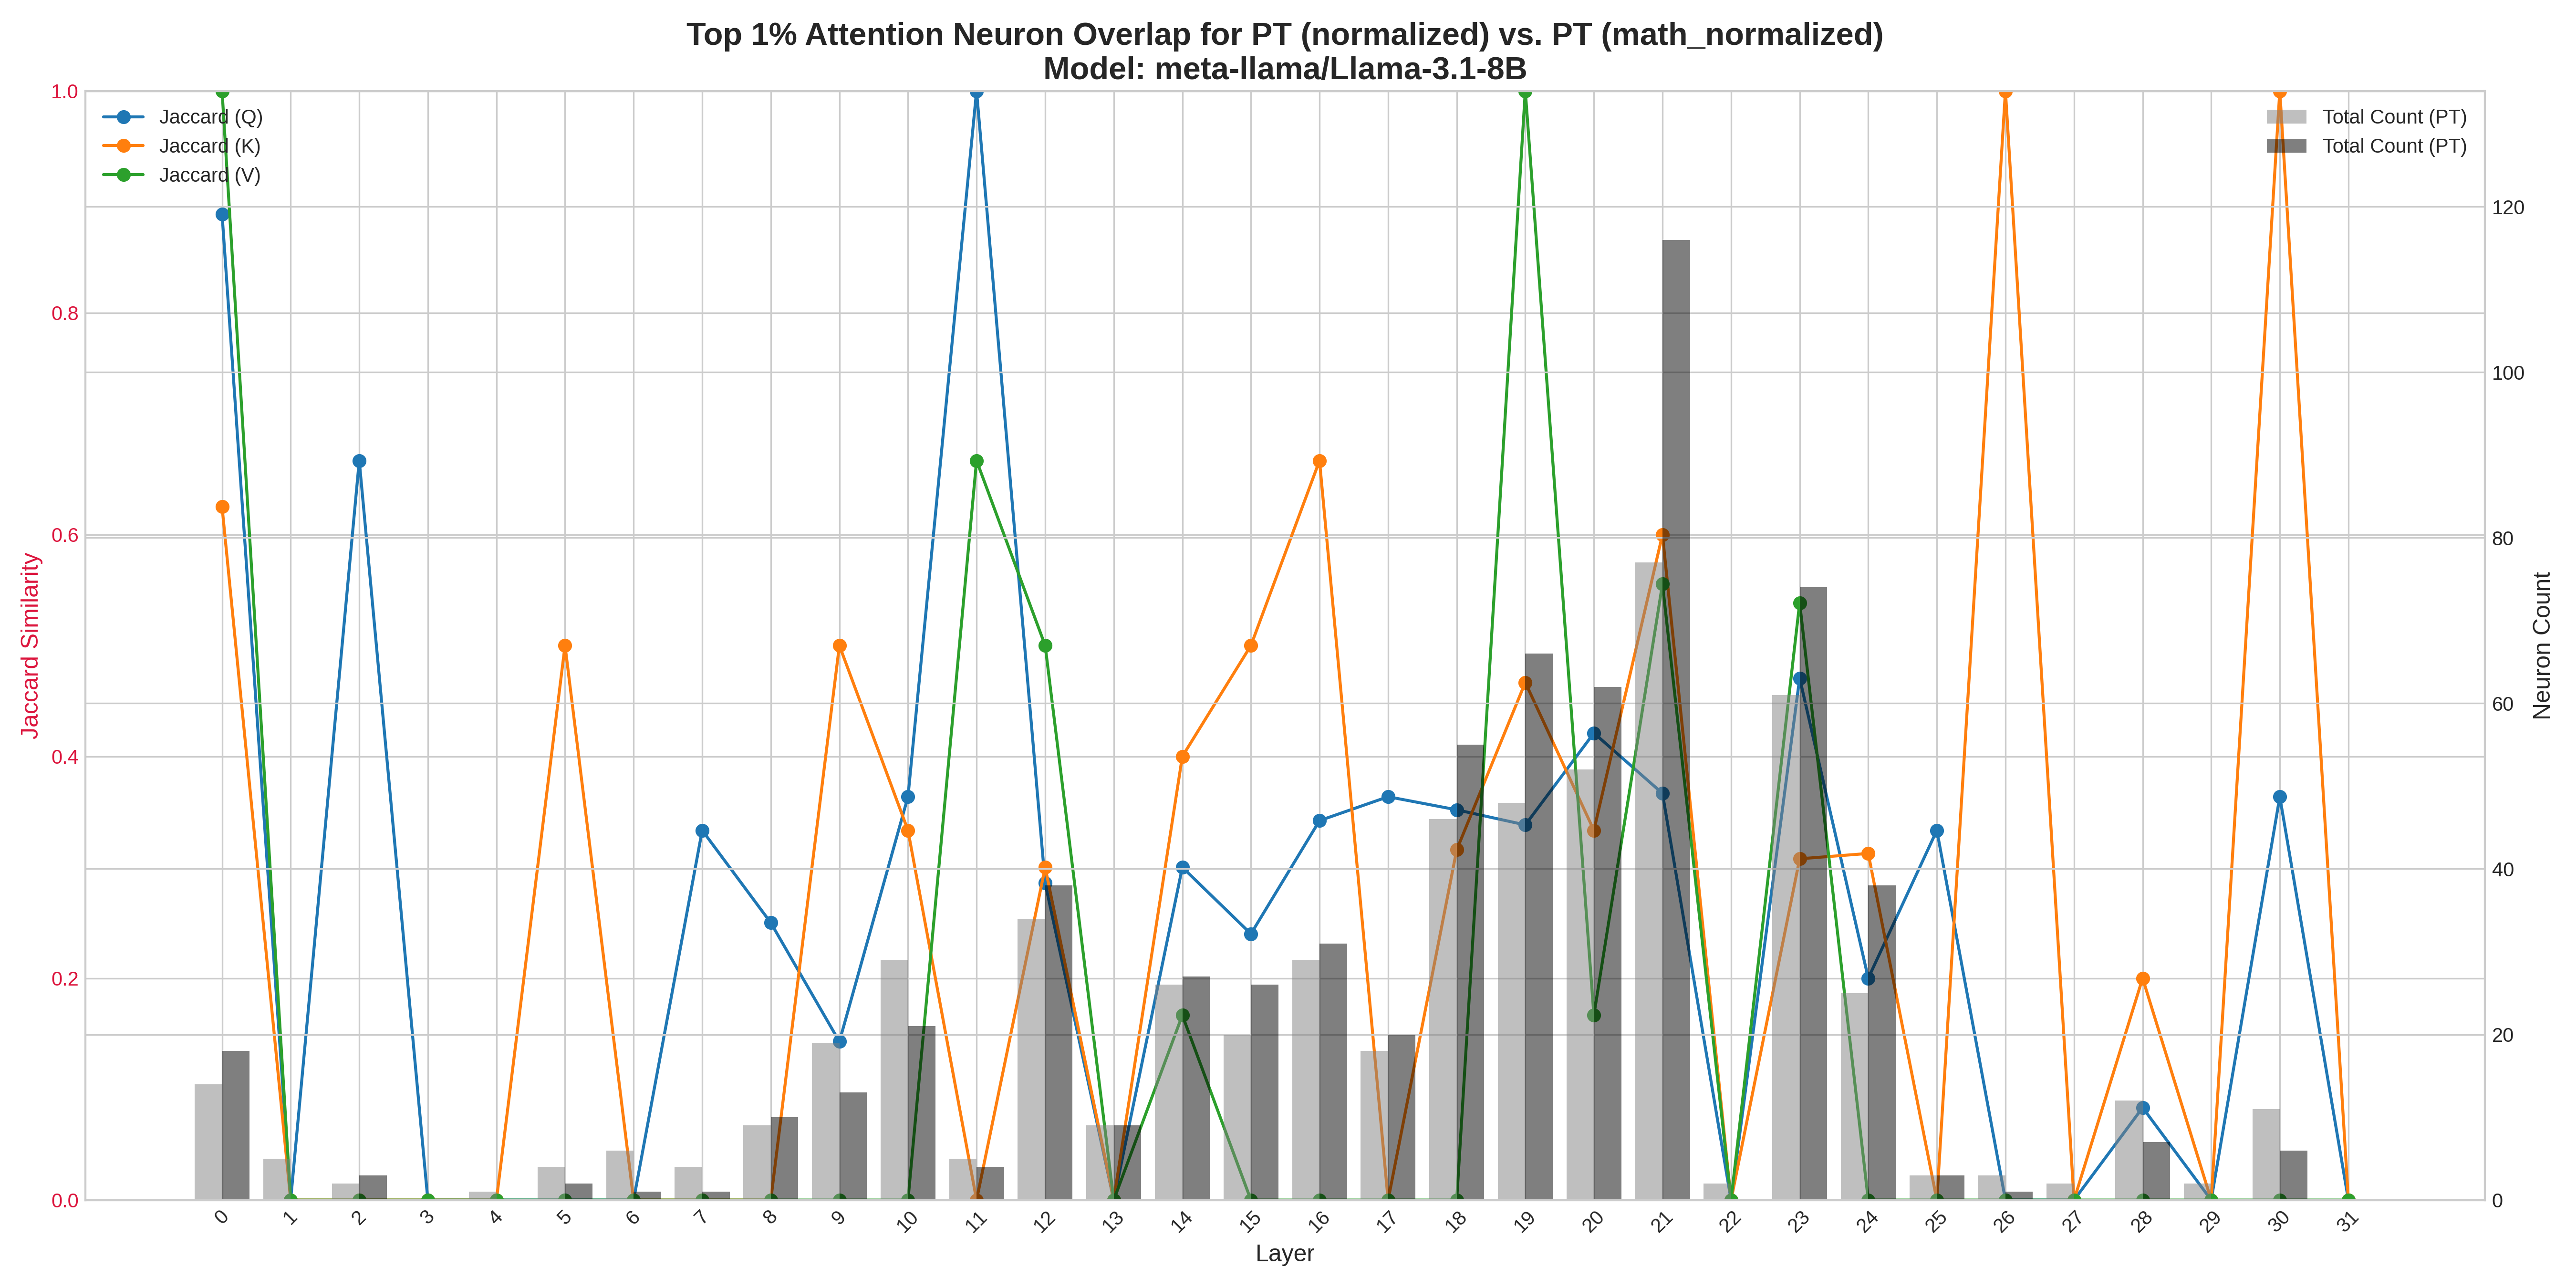 Top 1% Attention Neuron Overlap for PT (normalized) vs. PT (math_normalized)
Model: meta-llama/Llama-3.1-8B
Jaccard (Q)
Jaccard (K)
Jaccard (V)
Total Count (PT)
Total Count (PT)
Jaccard Similarity
1.0
0.8
0.6
0.4
0.2
0.0
Neuron Count
120
100
80
60
40
20
0
0 1 2 3 4 5 6 7 8 9 10 11 12 13 14 15 16 17 18 19 20 21 22 23 24 25 26 27 28 29 30 31
Layer